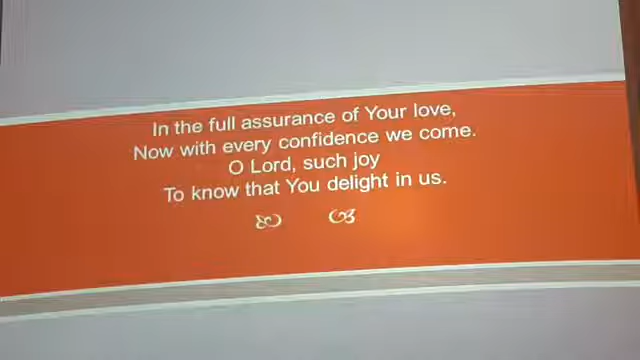 In the full assurance of Your love,
Now with every confidence we come.
O Lord, such joy
To know that You delight in us.